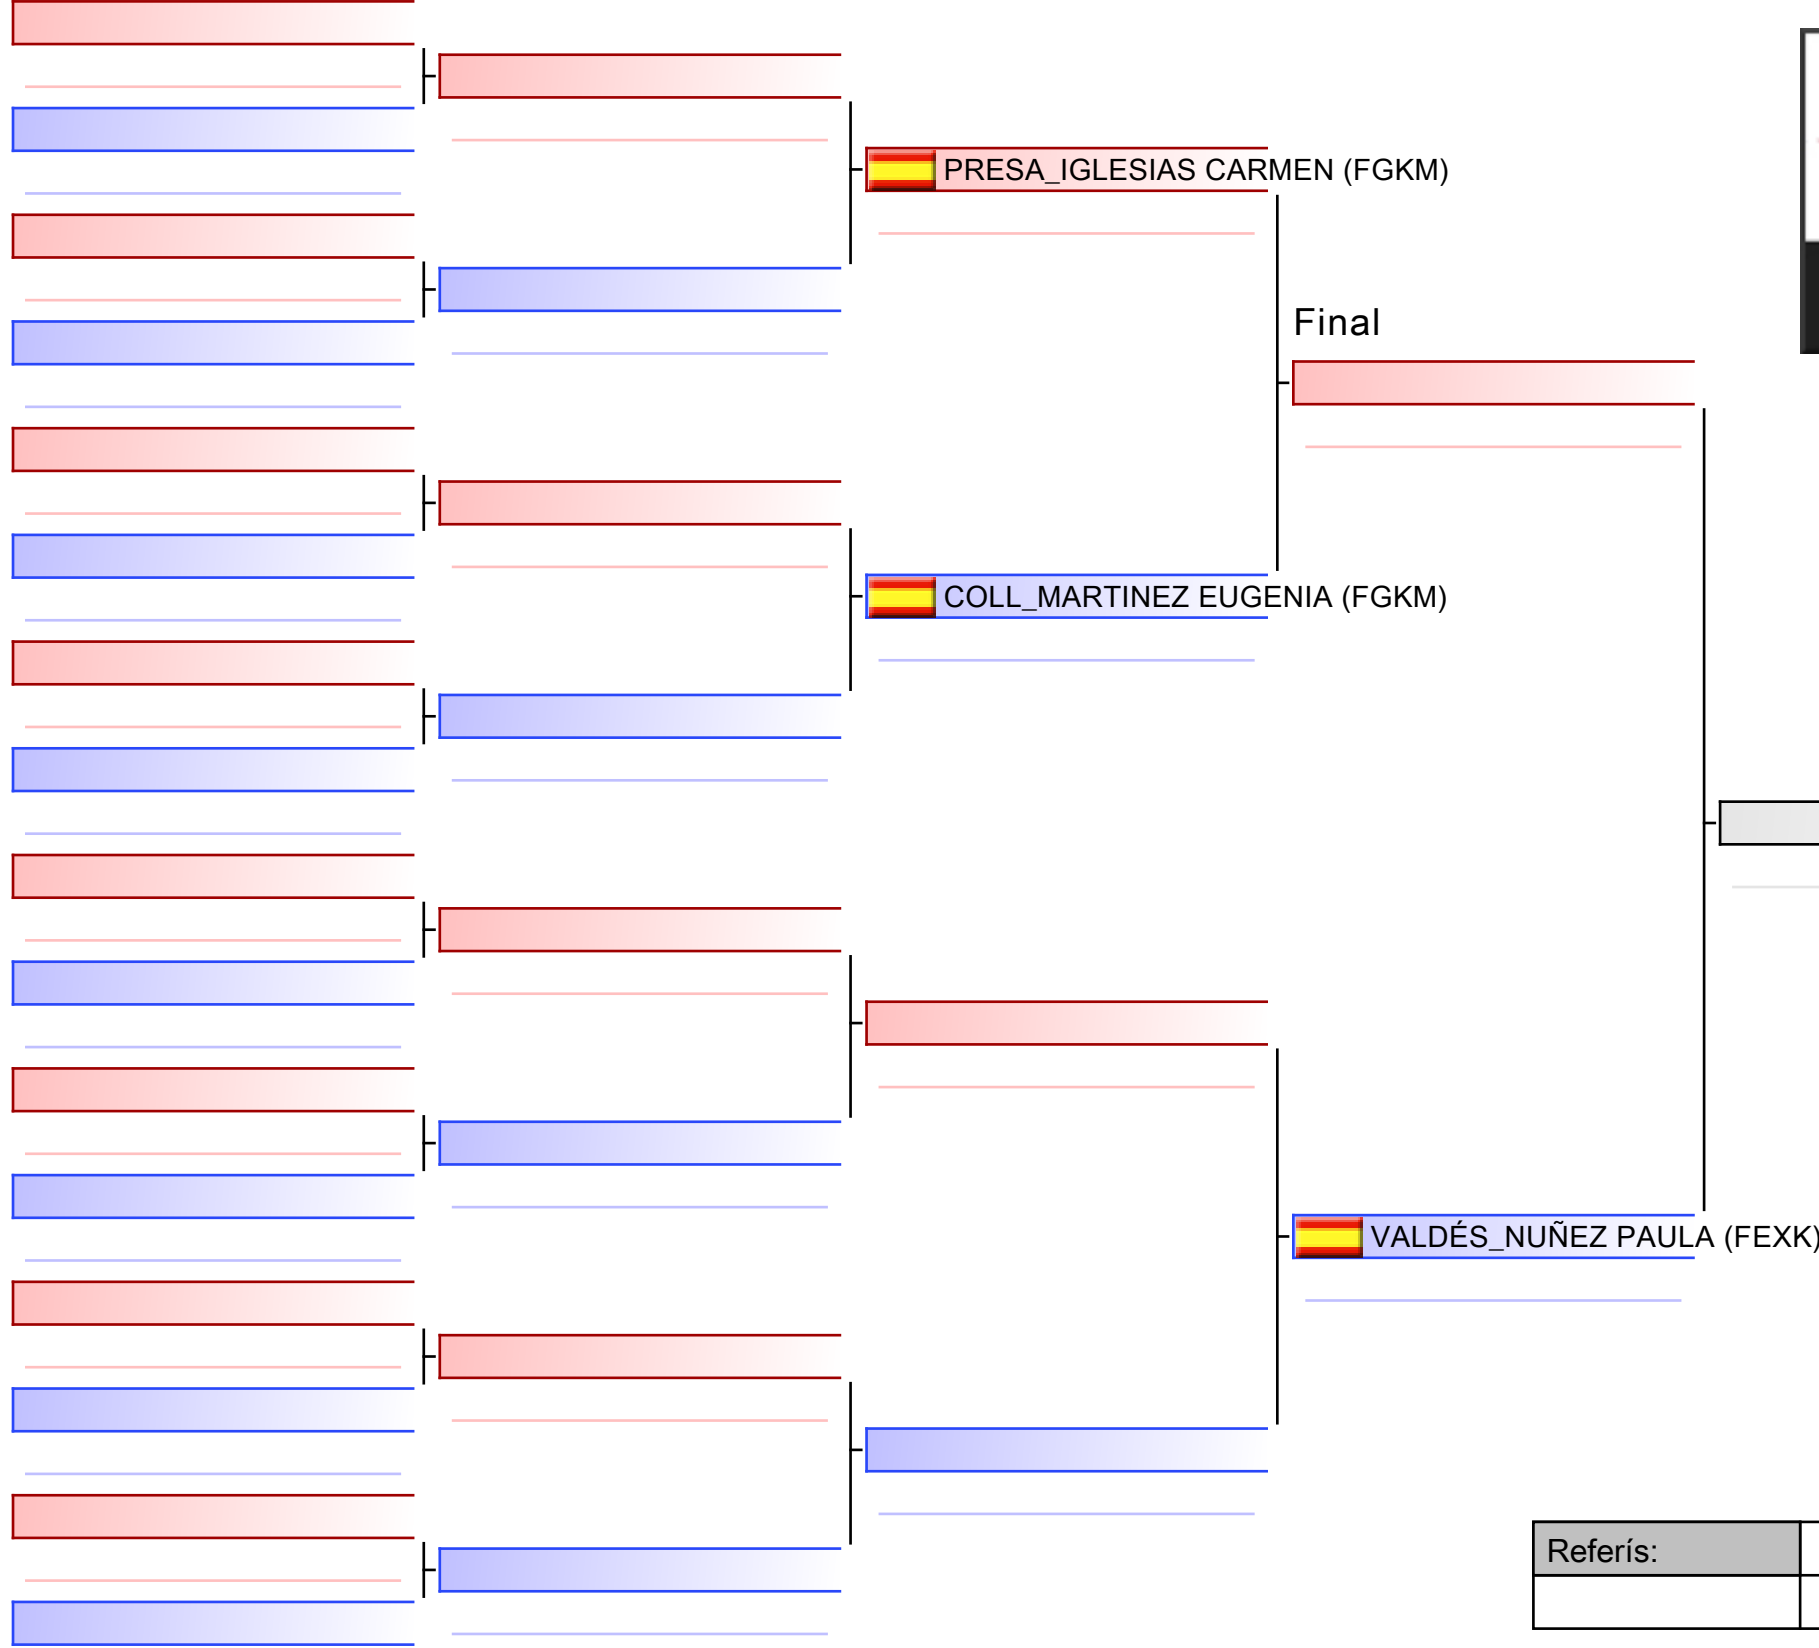 PRESA_IGLESIAS CARMEN (FGKM)
Final
COLL_MARTINEZ EUGENIA (FGKM)
VALDÉS_NUÑEZ PAULA (FEXK)
Referís: